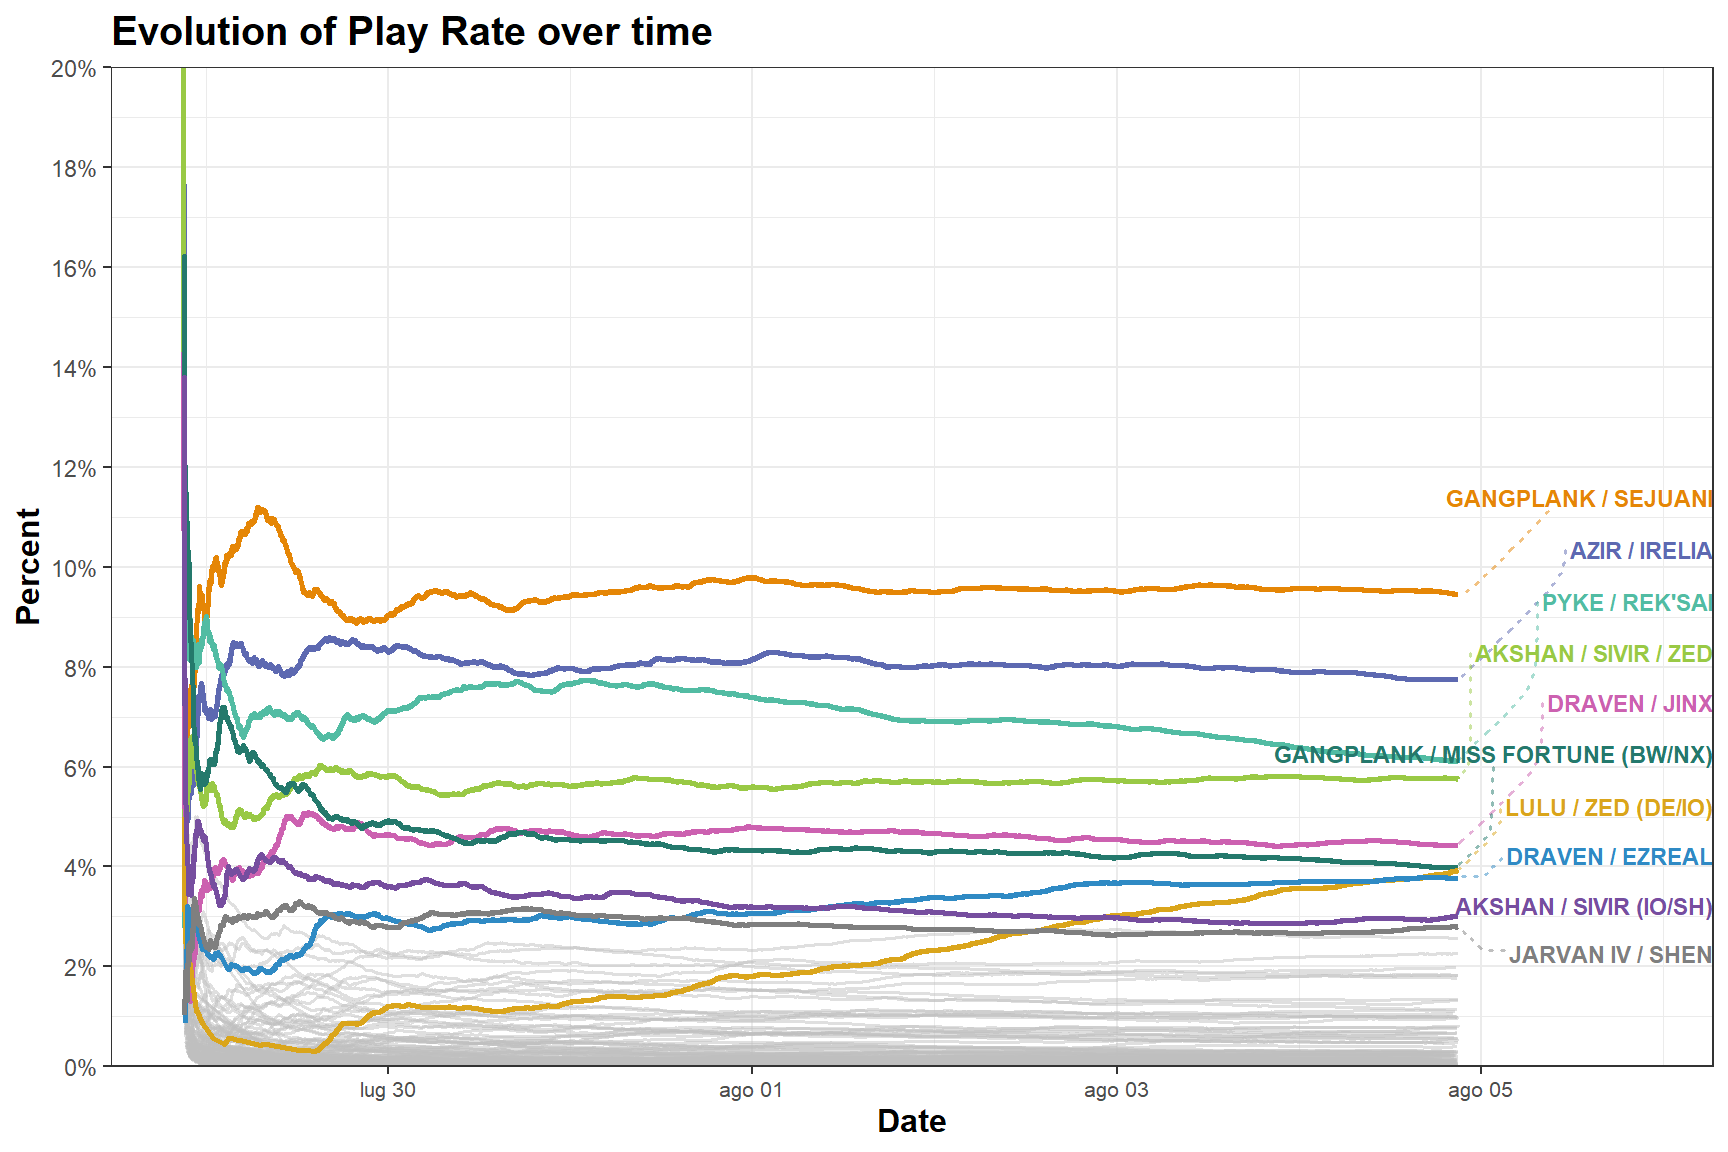 Evolution of Play Rate over time
20%
18%
16%
14%
12%
10%
8%
6%
4%
2%
0%
Percent
GANGPLANK / SEJUANI
AZIR / IRELIA
PYKE / REK'SAI
AKSHAN / SIVIR / ZED
DRAVEN / JINX
GANGPLANK / MISS FORTUNE (BW/NX)
LULU / ZED (DE/IO)
DRAVEN / EZREAL
AKSHAN / SIVIR (IO/SH)
JARVAN IV / SHEN
lug 30
ago 01
ago 03
ago 05
Date